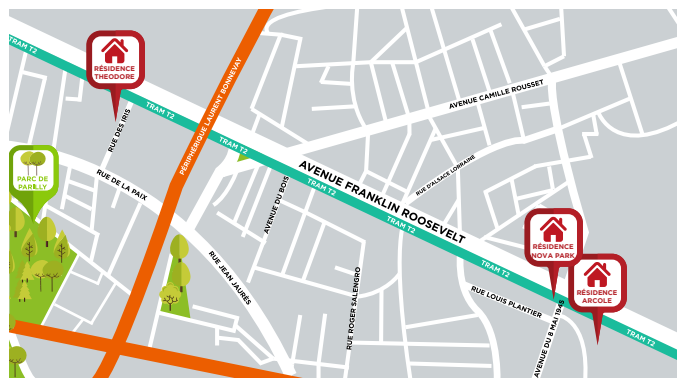 TRAM T2
RÉSIDENCE
THEODORE
TRAM T2
RUE DES IRIS
PÉRIPHÉRIQUE LAURENT BONNEVAY
TRAM T2
AVENUE CAMILLE ROUSSET
PARC DE
PARILLY
RUE DE LA PAIX
AVENUE DU BOIS
AVENUE FRANKLIN ROOSEVELT
TRAM T2
RUE D'ALSACE LORRAINE
TRAM T2
RUE JEAN JAURÈS
RUE ROGER SALENGRO
TRAM T2
RÉSIDENCE
NOVA PARK
RÉSIDENCE
ARCOLE
RUE LOUIS PLANTIER
AVENUE DU 8 MAI 1945
TRAM T2